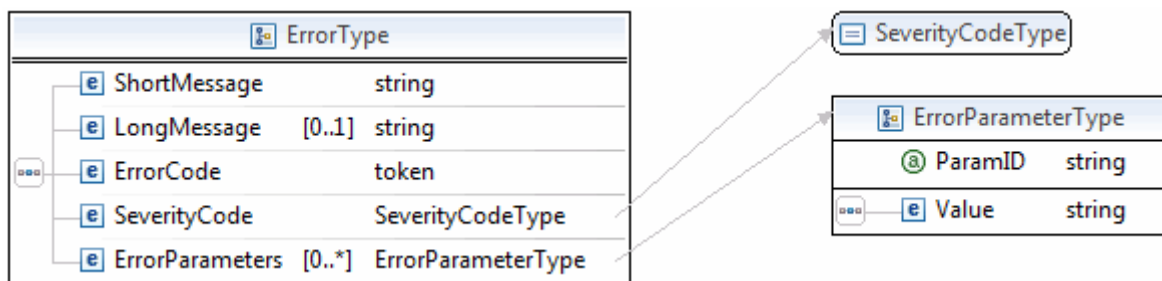 ErrorType
e ShortMessage string
e LongMessage [0..1] string
e ErrorCode token
e SeverityCode SeverityCodeType
e ErrorParameters [0..*] ErrorParameterType
SeverityCodeType
ErrorParameterType
a ParamID string
e Value string